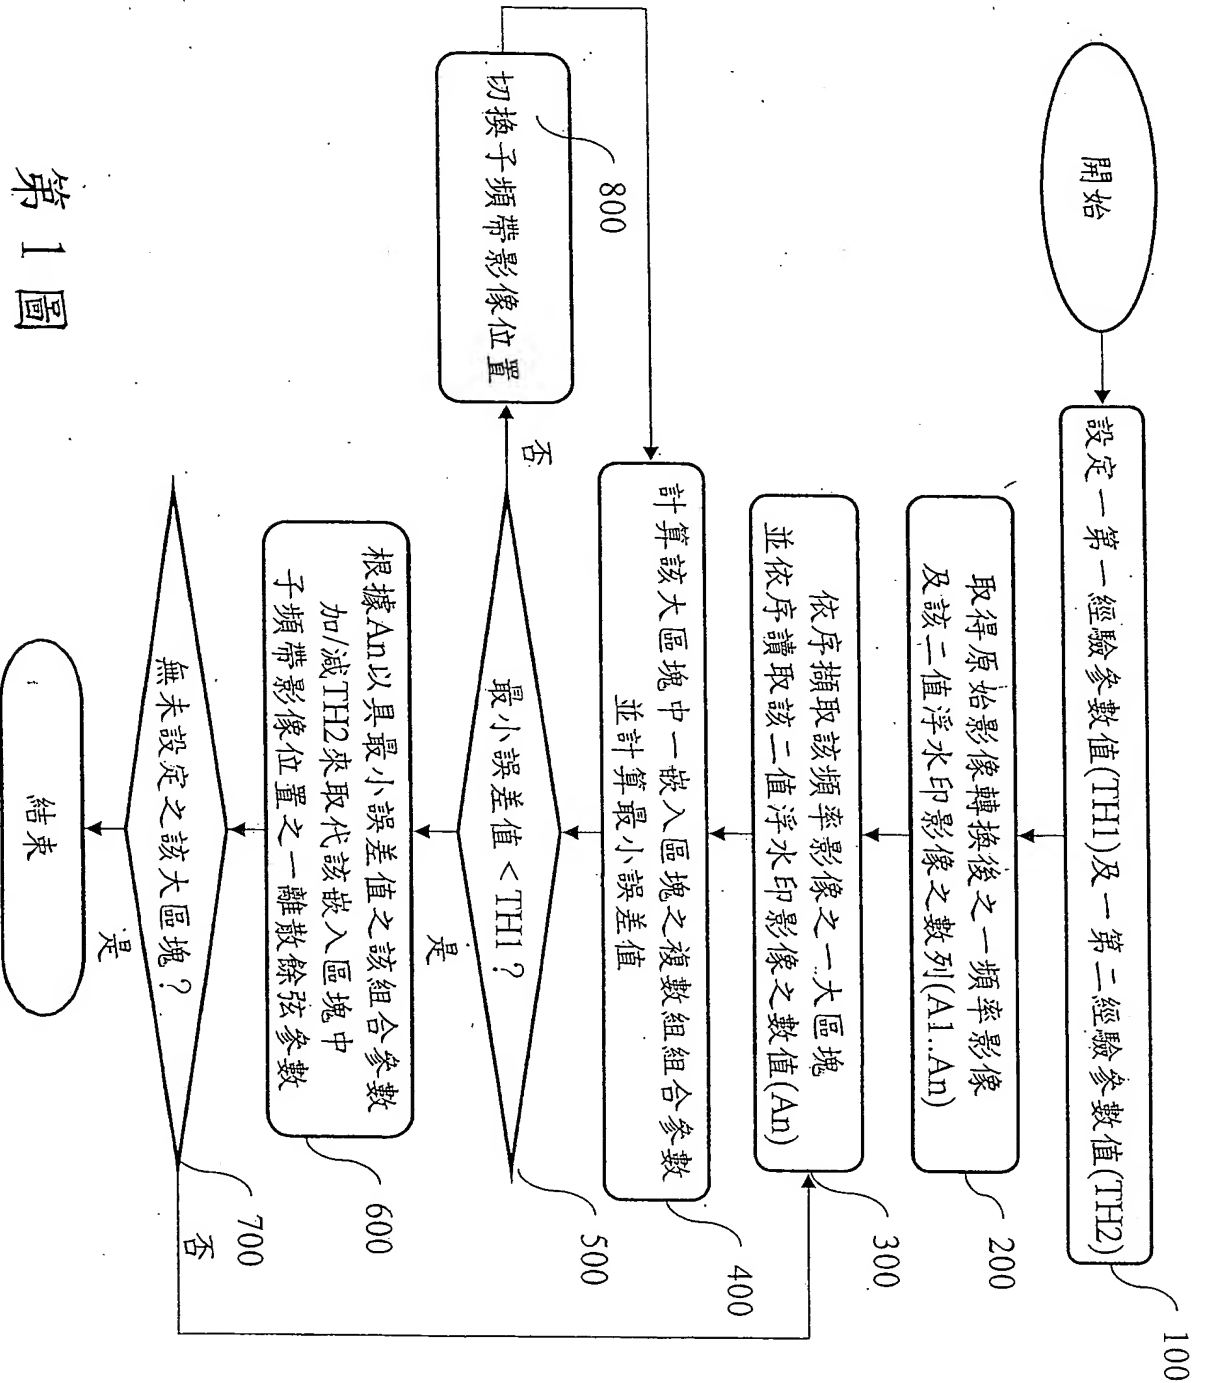 開始
設定一第一經驗參數值(TH1)及一第二經驗參數值(TH2)
100
取得原始影像轉換後之一頻率影像
及該二值浮水印影像之數列(A1..An)
200
依序擷取該頻率影像之一大區塊
並依序讀取該二值浮水印影像之數值(An)
300
計算該大區塊中一嵌入區塊之複數組組合參數
並計算最小誤差值
400
最小誤差值 < TH1？
500
否
切換子頻帶影像位置
800
是
根據An以具最小誤差值之該組合參數
加/減TH2來取代該嵌入區塊中
子頻帶影像位置之一離散餘弦參數
600
無未設定之該大區塊？
700
否
是
結束
第 1 圖